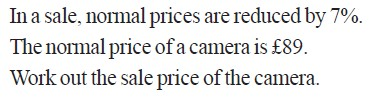 In a sale, normal prices are reduced by 7%.
The normal price of a camera is £89.
Work out the sale price of the camera.